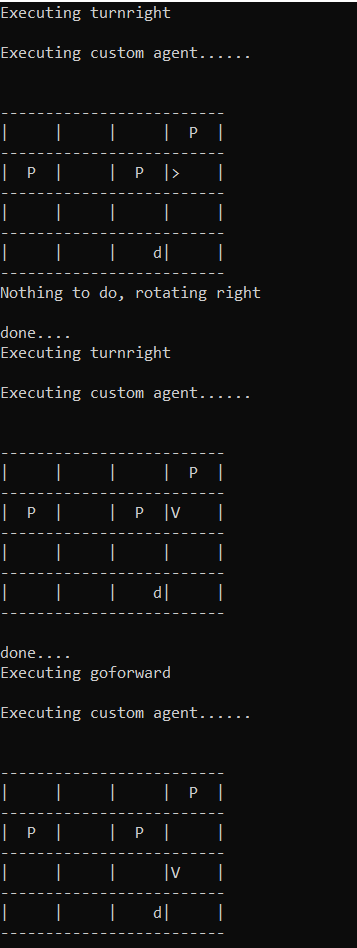 Executing turnright
Executing custom agent......
-------------------------
|     |     |     |  P  |
-------------------------
|  P  |     |  P  |>    |
-------------------------
|     |     |     |     |
-------------------------
|     |     |    d|     |
-------------------------
Nothing to do, rotating right
done....
Executing turnright
Executing custom agent......
-------------------------
|     |     |     |  P  |
-------------------------
|  P  |     |  P  |V    |
-------------------------
|     |     |     |     |
-------------------------
|     |     |    d|     |
-------------------------
done....
Executing goforward
Executing custom agent......
-------------------------
|     |     |     |  P  |
-------------------------
|  P  |     |  P  |     |
-------------------------
|     |     |     |V    |
-------------------------
|     |     |    d|     |
-------------------------